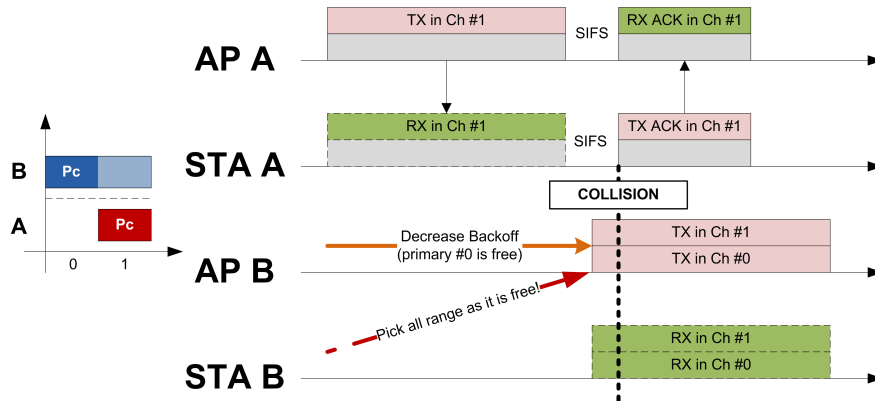 TX in Ch #1
SIFS
RX ACK in Ch #1
AP A
RX in Ch #1
SIFS
TX ACK in Ch #1
STA A
B
Pc
A
Pc
0
1
COLLISION
Decrease Backoff
(primary #0 is free)
TX in Ch #1
TX in Ch #0
AP B
Pick all range as it is free!
RX in Ch #1
RX in Ch #0
STA B